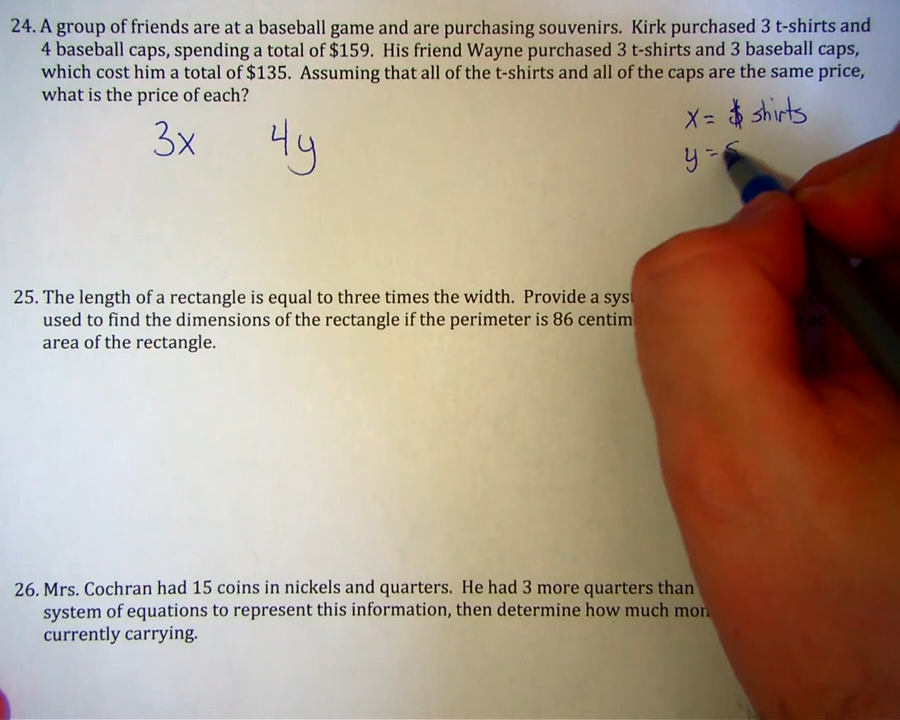 24. A group of friends are at a baseball game and are purchasing souvenirs. Kirk purchased 3 t-shirts and
4 baseball caps, spending a total of $159. His friend Wayne purchased 3 t-shirts and 3 baseball caps,
which cost him a total of $135. Assuming that all of the t-shirts and all of the caps are the same price,
what is the price of each?
3x 4y
x = $ shirts
y =
25. The length of a rectangle is equal to three times the width. Provide a
used to find the dimensions of the rectangle if the perimeter is 86
area of the rectangle.
26. Mrs. Cochran had 15 coins in nickels and quarters. He had 3 more quarters than
system of equations to represent this information, then determine how much
currently carrying.